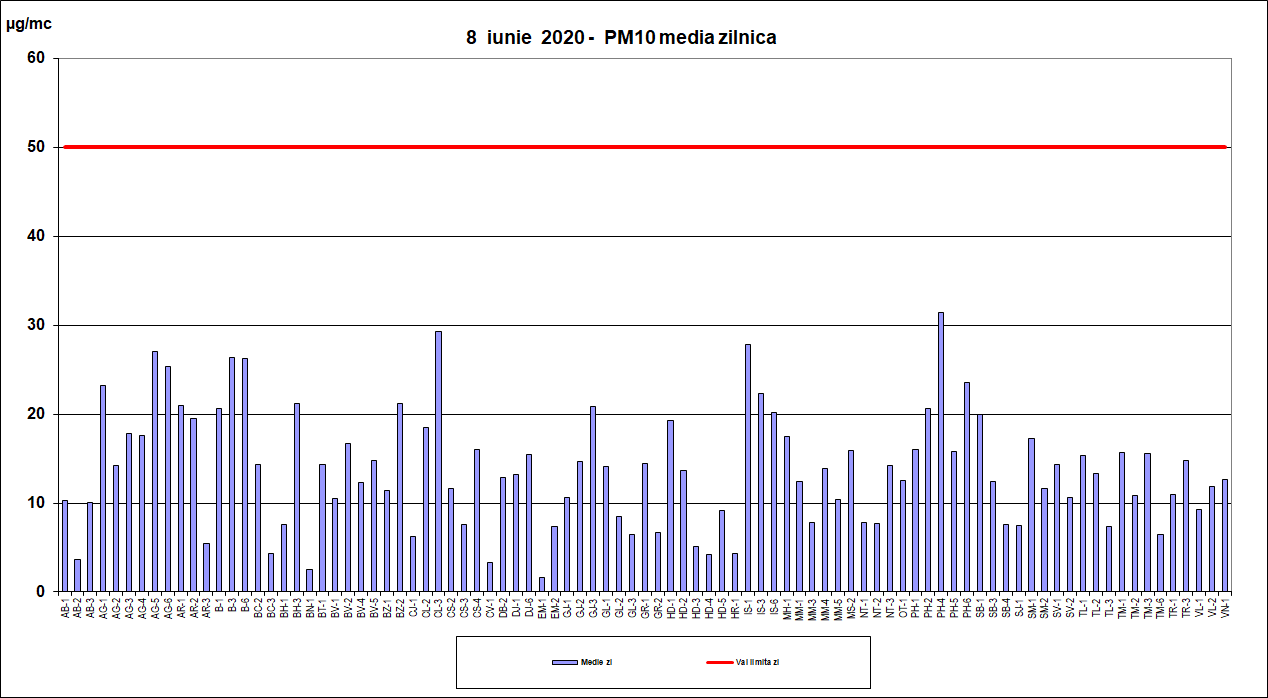 µg/mc
8 iunie 2020 - PM10 media zilnica
60
50
40
30
20
10
0
AB-1 AB-2 AB-3 AG-1 AG-2 AG-3 AG-4 AG-5 AG-6 AR-1 AR-2 AR-3 B-1 B-3 B-6 BC-2 BC-3 BH-1 BH-3 BN-1 BT-1 BV-1 BV-2 BV-4 BV-5 BZ-1 BZ-2 CJ-1 CL-2 CL-3 CS-2 CS-3 CS-4 CV-1 DB-2 DJ-1 DJ-6 EM-1 EM-2 GJ-1 GJ-2 GJ-3 GL-1 GL-2 GL-3 GR-1 GR-2 HD-1 HD-2 HD-3 HD-4 HD-5 HR-1 IS-1 IS-3 IS-6 MH-1 MM-1 MM-3 MM-4 MM-5 MS-2 NT-1 NT-2 NT-3 OT-1 PH-1 PH-2 PH-4 PH-5 PH-6 SB-1 SB-3 SB-4 SJ-1 SM-1 SM-2 SV-1 SV-2 TL-1 TL-2 TL-3 TM-1 TM-2 TM-3 TM-6 TR-1 TR-3 VL-1 VL-2 VN-1
Medie zi Val limita zi